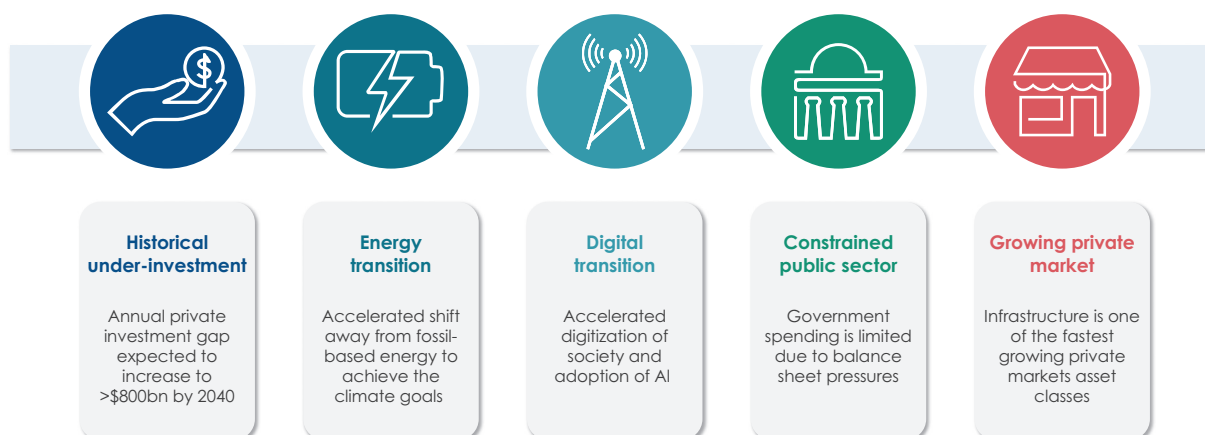 $
Historical
under-investment
Annual private
investment gap
expected to
increase to
>$800bn by 2040
Energy
transition
Accelerated shift
away from fossil-
based energy to
achieve the
climate goals
Digital
transition
Accelerated
digitization of
society and
adoption of AI
Constrained
public sector
Government
spending is limited
due to balance
sheet pressures
Growing private
market
Infrastructure is one
of the fastest
growing private
markets asset
classes